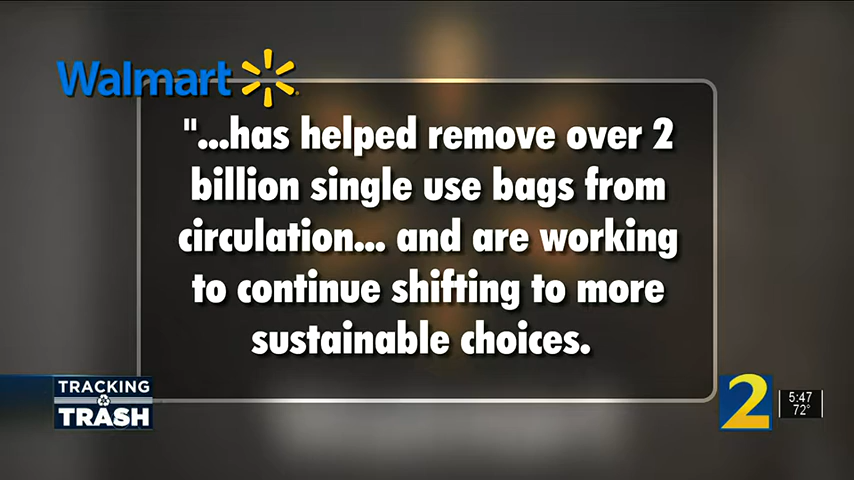 Walmart
"...has helped remove over 2
billion single use bags from
circulation... and are working
to continue shifting to more
sustainable choices.
TRACKING
TRASH
2
5:47
72°